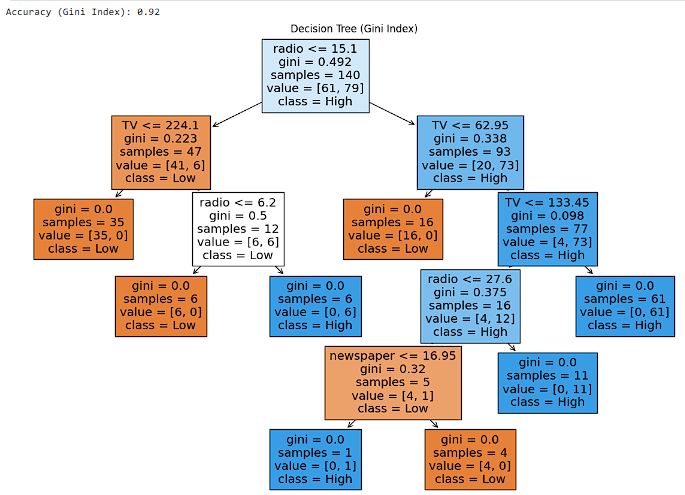 Accuracy (Gini Index): 0.92
Decision Tree (Gini Index)
radio <= 15.1
gini = 0.492
samples = 140
value = [61, 79]
class = High
TV <= 224.1
gini = 0.223
samples = 47
value = [41, 6]
class = Low
TV <= 62.95
gini = 0.338
samples = 93
value = [20, 73]
class = High
gini = 0.0
samples = 35
value = [35, 0]
class = Low
radio <= 6.2
gini = 0.5
samples = 12
value = [6, 6]
class = Low
gini = 0.0
samples = 16
value = [16, 0]
class = Low
TV <= 133.45
gini = 0.098
samples = 77
value = [4, 73]
class = High
gini = 0.0
samples = 6
value = [6, 0]
class = Low
gini = 0.0
samples = 6
value = [0, 6]
class = High
radio <= 27.6
gini = 0.375
samples = 16
value = [4, 12]
class = High
gini = 0.0
samples = 61
value = [0, 61]
class = High
newspaper <= 16.95
gini = 0.32
samples = 5
value = [4, 1]
class = Low
gini = 0.0
samples = 11
value = [0, 11]
class = High
gini = 0.0
samples = 1
value = [0, 1]
class = High
gini = 0.0
samples = 4
value = [4, 0]
class = Low